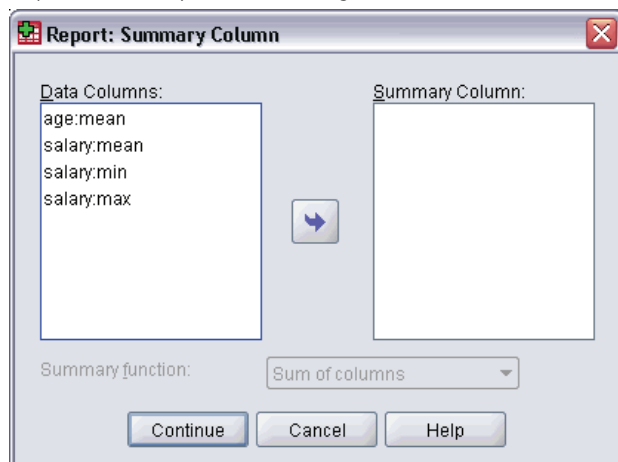 Report: Summary Column
Data Columns:
Summary Column:
age:mean
salary:mean
salary:min
salary:max
Summary function:
Sum of columns
Continue
Cancel
Help